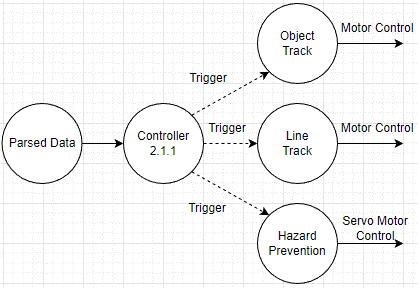 Object
Track
Motor Control
Trigger
Parsed Data
Controller
2.1.1
Trigger
Line
Track
Motor Control
Trigger
Hazard
Prevention
Servo Motor
Control